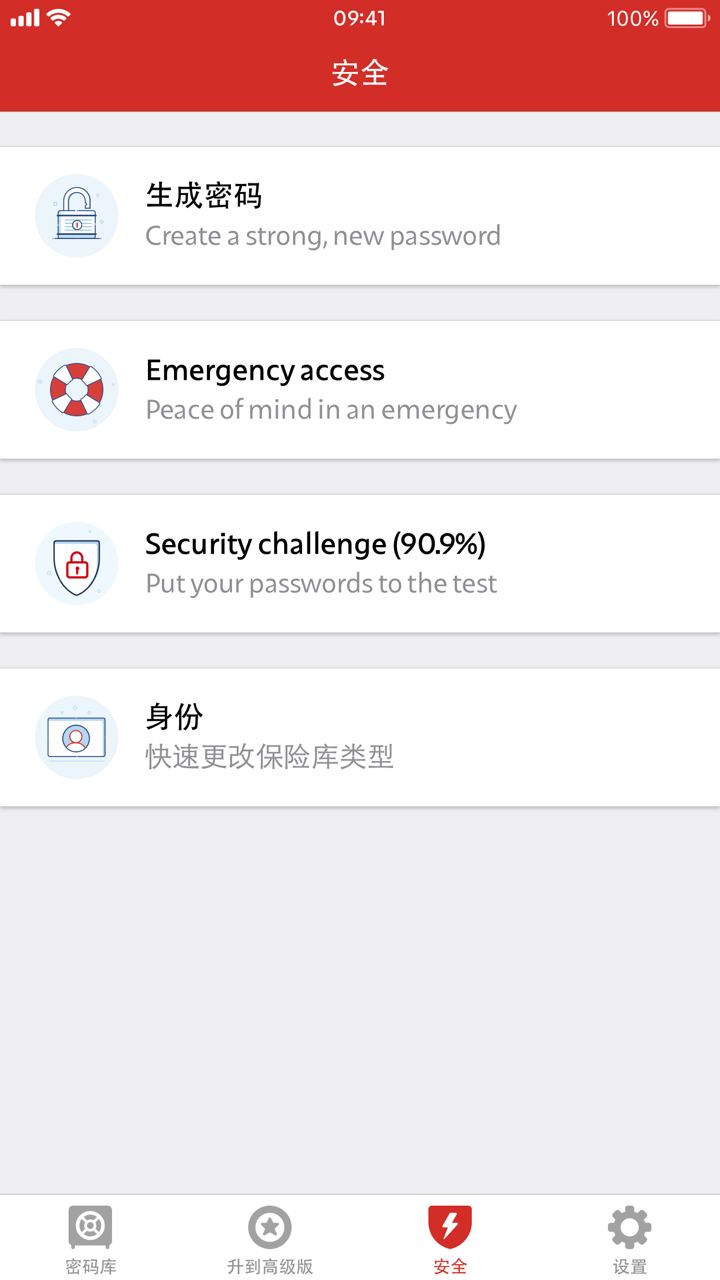 09:41
100%
安全
生成密码
Create a strong, new password
Emergency access
Peace of mind in an emergency
Security challenge (90.9%)
Put your passwords to the test
身份
快速更改保险库类型
密码库
升到高级版
安全
设置